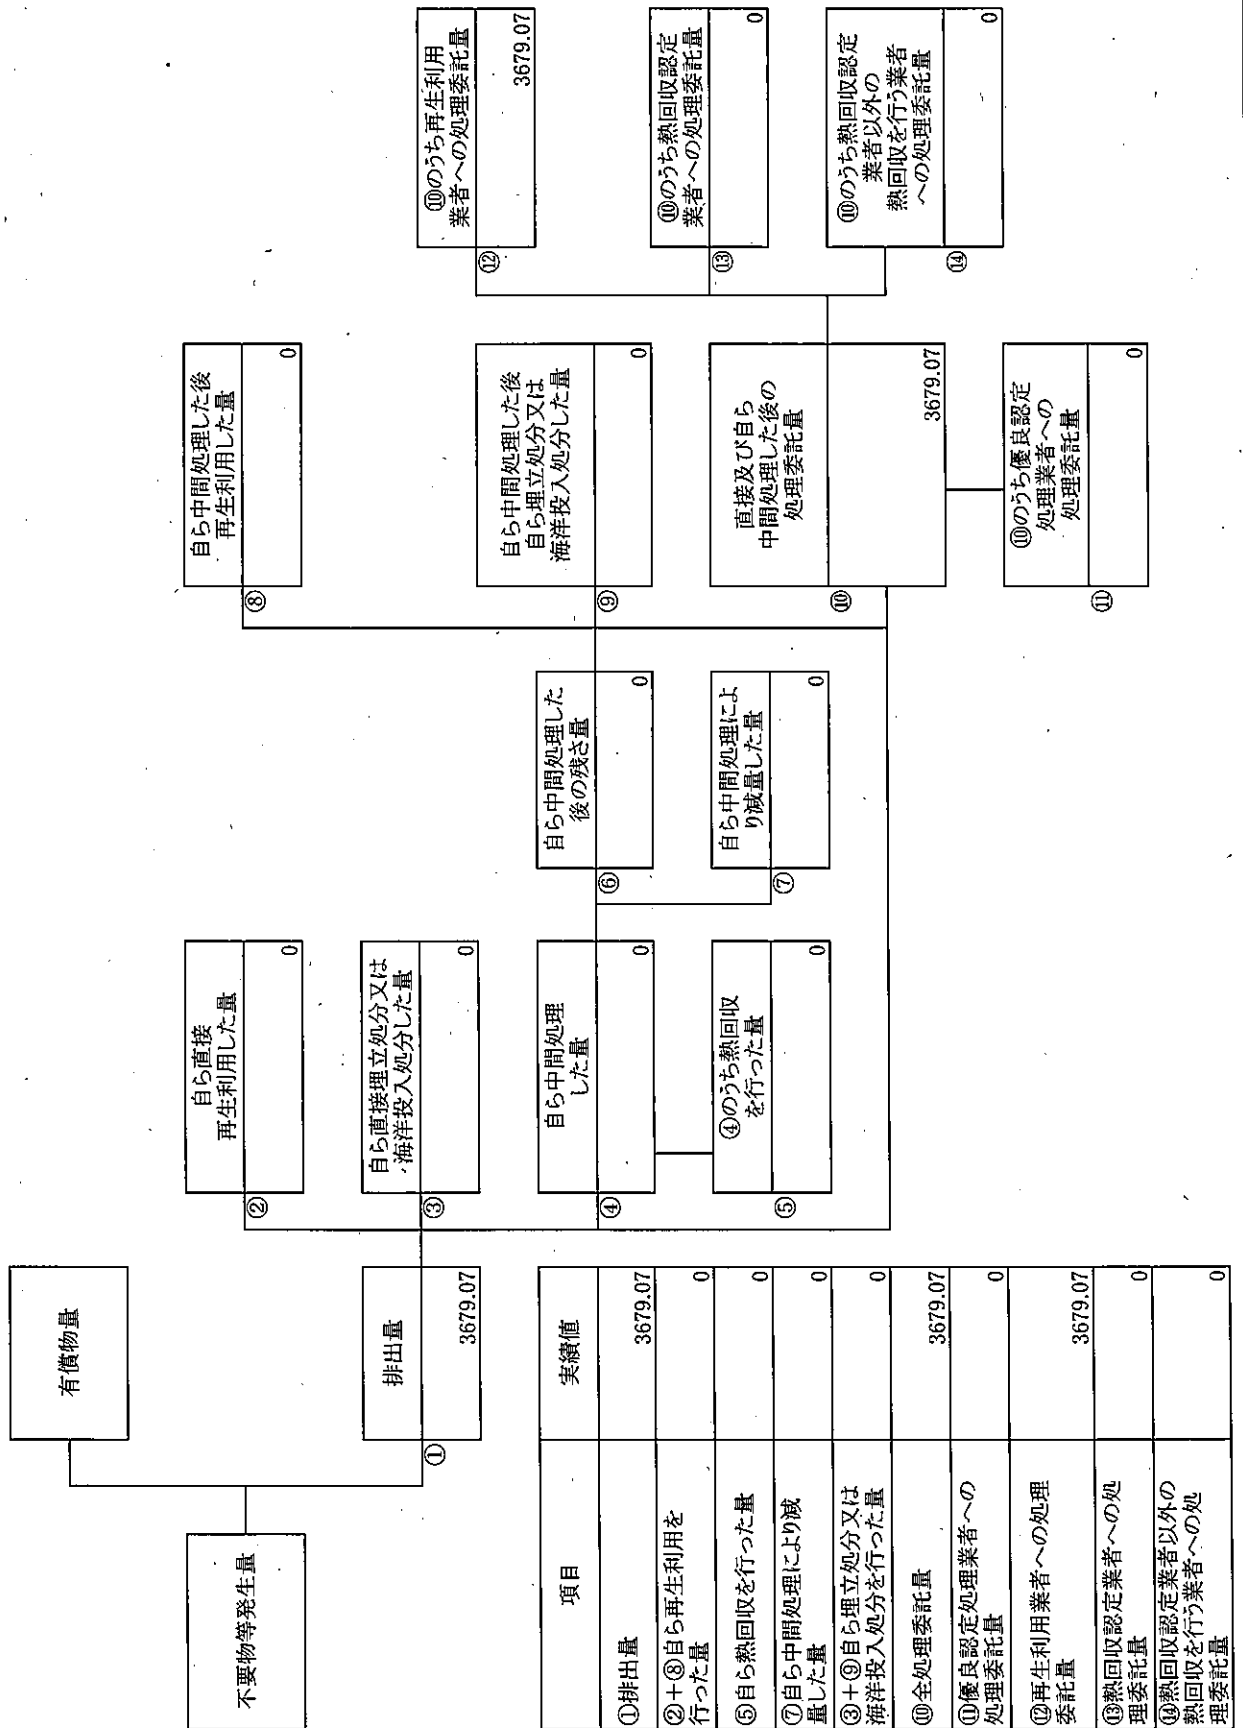 不要物等発生量
有償物量
①
排出量
3679.07
②
自ら直接
再生利用した量
0
③
自ら直接埋立処分又は
海洋投入処分した量
0
④
自ら中間処理
した量
0
⑤
④のうち熱回収
を行った量
0
⑥
自ら中間処理した
後の残さ量
0
⑦
自ら中間処理によ
り減量した量
0
⑧
自ら中間処理した後
再生利用した量
0
⑨
自ら中間処理した後
自ら埋立処分又は
海洋投入処分した量
0
⑩
直接及び自ら
中間処理した後の
処理委託量
3679.07
⑪
⑩のうち優良認定
処理業者への
処理委託量
0
⑫
⑩のうち再生利用
業者への処理委託量
3679.07
⑬
⑩のうち熱回収認定
業者への処理委託量
0
⑭
⑩のうち熱回収認定
業者以外の
熱回収を行う業者
への処理委託量
0
項目 実績値
①排出量 3679.07
②+⑧自ら再生利用を
行った量 0
⑤自ら熱回収を行った量 0
⑦自ら中間処理により減
量した量 0
③+⑨自ら埋立処分又は
海洋投入処分を行った量 0
⑩全処理委託量 3679.07
⑪優良認定処理業者への
処理委託量 0
⑫再生利用業者への処理
委託量 3679.07
⑬熱回収認定業者への処
理委託量 0
⑭熱回収認定業者以外の
熱回収を行う業者への処
理委託量 0